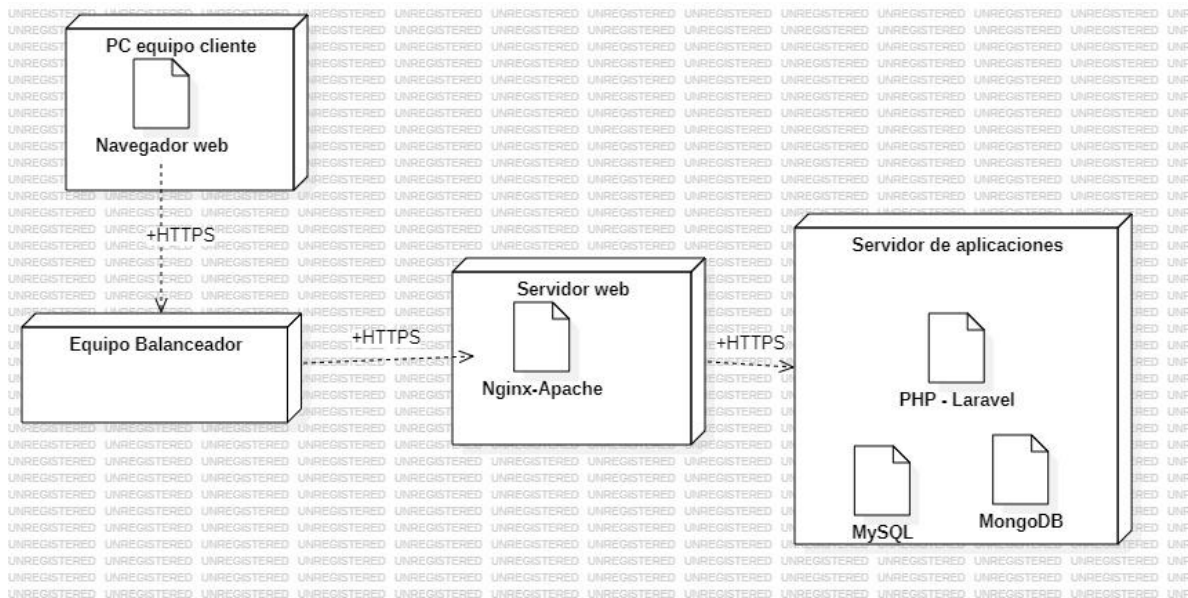 PC equipo cliente
Navegador web
+HTTPS
Equipo Balanceador
+HTTPS
Servidor web
Nginx-Apache
+HTTPS
Servidor de aplicaciones
PHP - Laravel
MySQL
MongoDB
UNREGISTERED